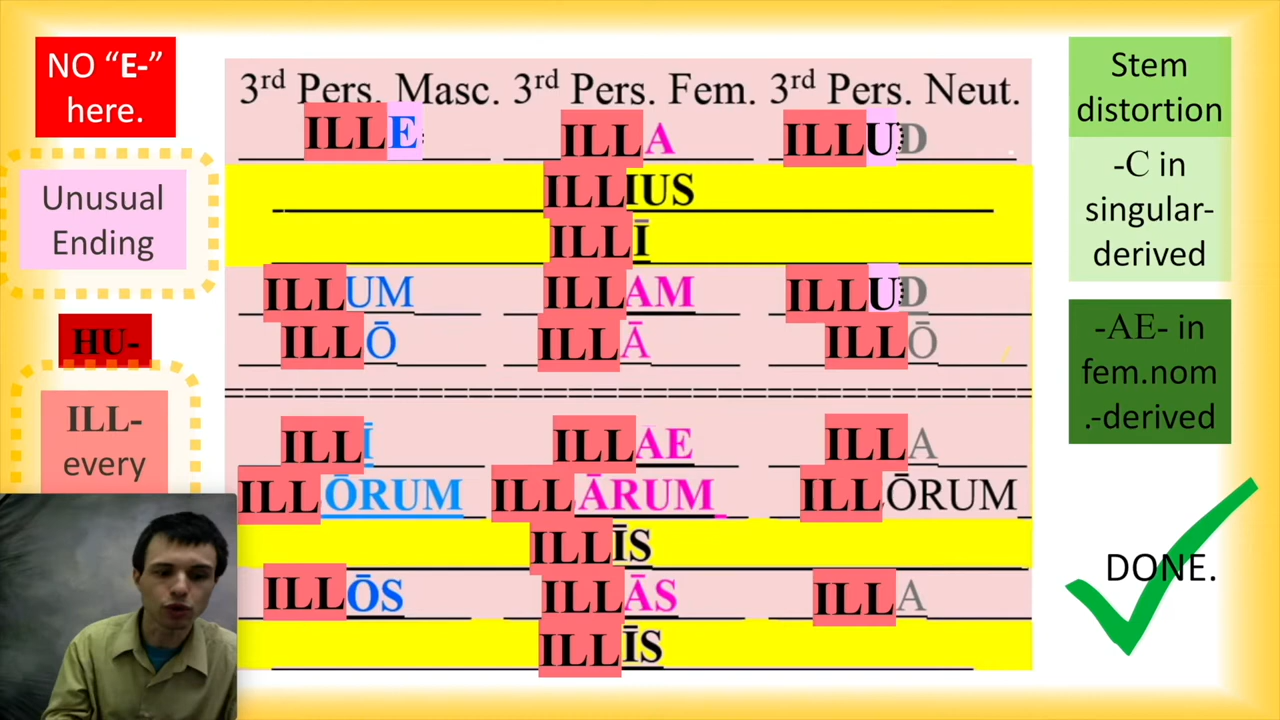 NO “E-”
here.
Unusual
Ending
HU-
ILL-
every
3rd Pers. Masc. 3rd Pers. Fem. 3rd Pers. Neut.
ILLE ILLA ILLUD
ILLIUS
ILLĪ
ILLUM ILLAM ILLUD
ILLŌ ILLĀ ILLŌ
ILLĪ ILLAE ILLA
ILLŌRUM ILLĀRUM ILLŌRUM
ILLĪS
ILLŌS ILLĀS ILLA
ILLĪS
Stem
distortion
-C in
singular-
derived
-AE- in
fem.nom
.-derived
DONE.